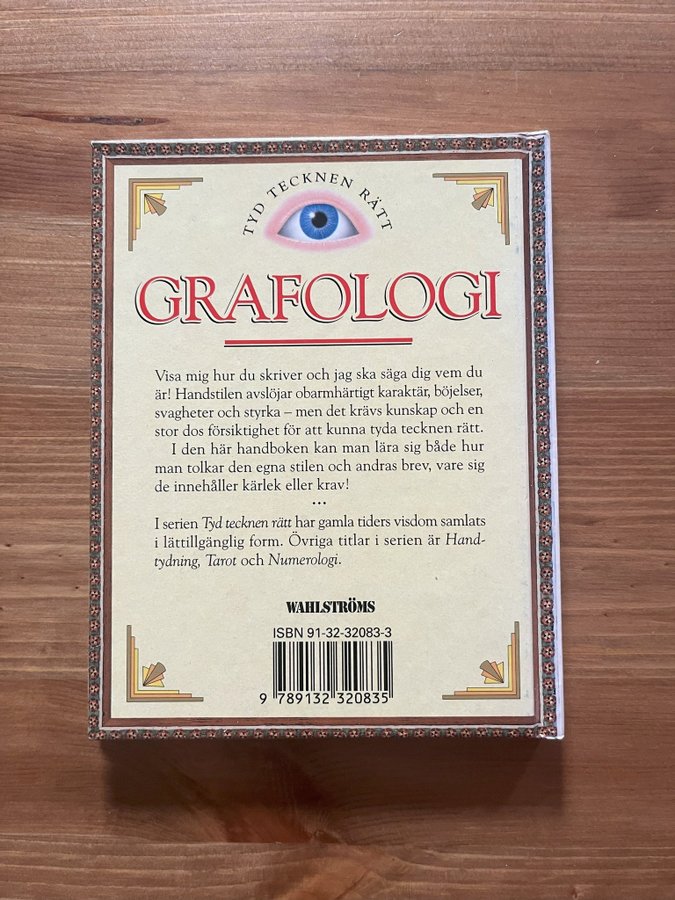 TYD TECKNEN RÄTT
GRAFOLOGI
Visa mig hur du skriver och jag ska säga dig vem du
är! Handstilen avslöjar obarmhärtigt karaktär, böjelser,
svagheter och styrka – men det krävs kunskap och en
stor dos försiktighet för att kunna tyda tecknen rätt.
I den här handboken kan man lära sig både hur
man tolkar den egna stilen och andras brev, vare sig
de innehåller kärlek eller krav!
...
I serien Tyd tecknen rätt har gamla tiders visdom samlats
i lättillgänglig form. Övriga titlar i serien är Hand-
tydning, Tarot och Numerologi.
WAHLSTRÖMS
ISBN 91-32-32083-3
9 789132 320835